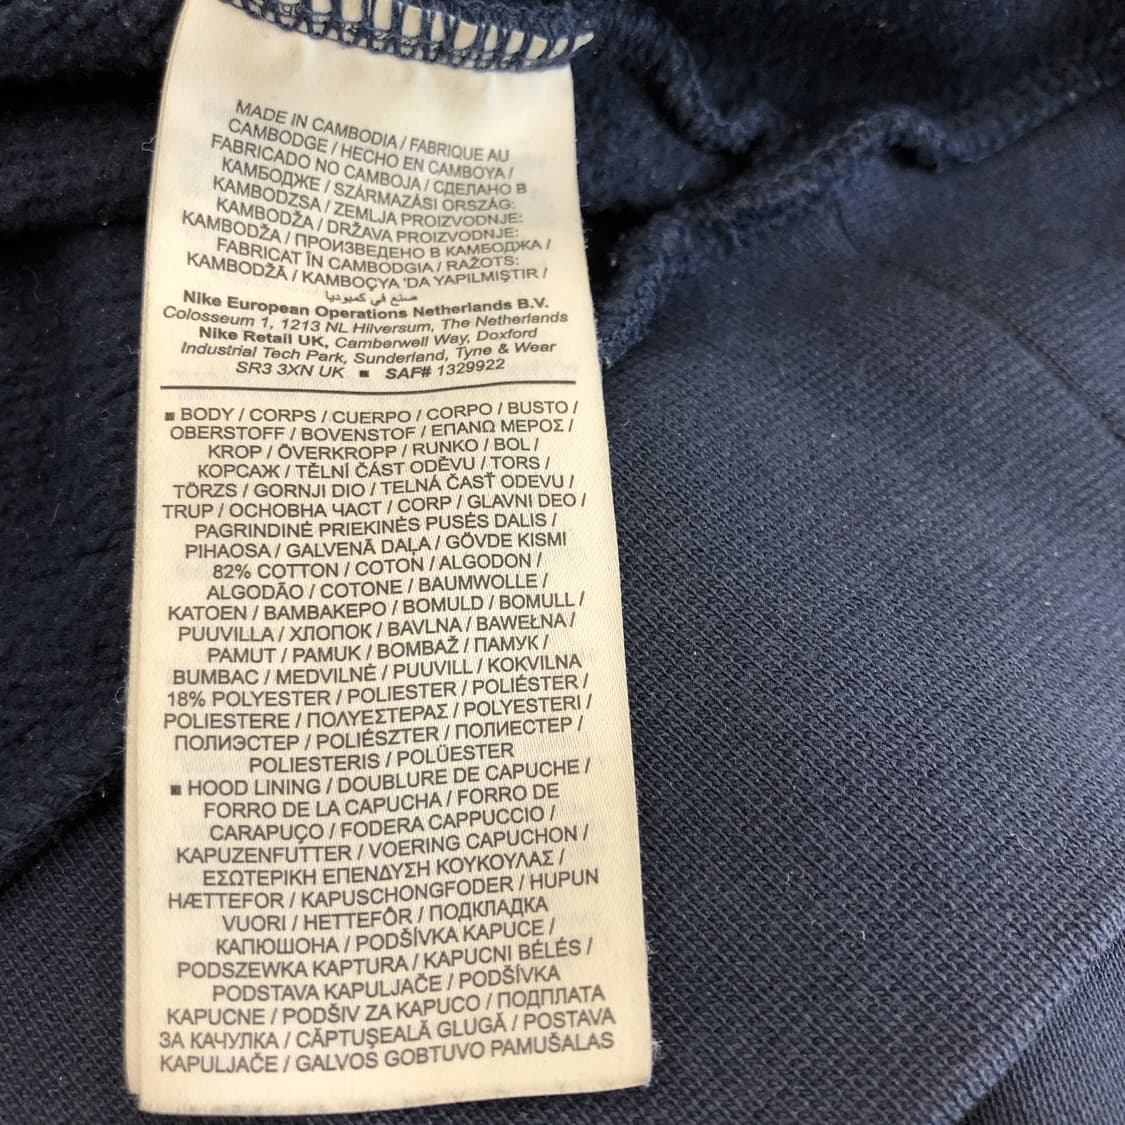 MADE IN CAMBODIA / FABRIQUE AU
CAMBODGE / HECHO EN CAMBOYA /
FABRICADO NO CAMBOJA / СДЕЛАНО В
КАМБОДЖЕ / SZÁRMAZÁSI ORSZÁG:
KAMBODZSA / ZEMLJA PROIZVODNJE:
KAMBODŽA / DRŽAVA PROIZVODNJE:
KAMBODŽA / ПРОИЗВЕДЕНО В КАМБОДЖА /
FABRICAT ÎN CAMBODGIA / RAŽOTS:
KAMBODŽĀ / KAMBOÇYA 'DA YAPILMIŞTIR /
صنع في كمبوديا
Nike European Operations Netherlands B.V.
Colosseum 1, 1213 NL Hilversum, The Netherlands
Nike Retail UK, Camberwell Way, Doxford
Industrial Tech Park, Sunderland, Tyne & Wear
SR3 3XN UK ■ SAF# 1329922
■ BODY / CORPS / CUERPO / CORPO / BUSTO /
OBERSTOFF / BOVENSTOF / ΕΠΑΝΩ ΜΕΡΟΣ /
KROP / ÖVERKROPP / RUNKO / BOL /
КОРСАЖ / TĚLNÍ ČÁST ODĚVU / TORS /
TÖRZS / GORNJI DIO / TELNÁ ČASŤ ODEVU /
TRUP / ОСНОВНА ЧАСТ / CORP / GLAVNI DEO /
PAGRINDINĖ PRIEKINĖS PUSĖS DALIS /
PIHAOSA / GALVENĀ DAĻA / GÖVDE KISMI
82% COTTON / COTON / ALGODON /
ALGODÃO / COTONE / BAUMWOLLE /
KATOEN / ΒΑΜΒΑΚΕΡΟ / BOMULD / BOMULL /
PUUVILLA / ХЛОПОК / BAVLNA / BAWEŁNA /
PAMUT / PAMUK / BOMBAŽ / ПАМУК /
BUMBAC / MEDVILNĖ / PUUVILL / KOKVILNA
18% POLYESTER / POLIESTER / POLIÉSTER /
POLIESTERE / ΠΟΛΥΕΣΤΕΡΑΣ / POLYESTERI /
ПОЛИЭСТЕР / POLIÉSZTER / ПОЛИЕСТЕР /
POLIESTERIS / POLÜESTER
■ HOOD LINING / DOUBLURE DE CAPUCHE /
FORRO DE LA CAPUCHA / FORRO DE
CARAPUÇO / FODERA CAPPUCCIO /
KAPUZENFUTTER / VOERING CAPUCHON /
ΕΣΩΤΕΡΙΚΗ ΕΠΕΝΔΥΣΗ ΚΟΥΚΟΥΛΑΣ /
HÆTTEFOR / KAPUSCHONGFODER / HUPUN
VUORI / HETTEFÔR / ПОДКЛАДКА
КАПЮШОНА / PODŠÍVKA KAPUCE /
PODSZEWKA KAPTURA / KAPUCNI BÉLÉS /
PODSTAVA KAPULJAČE / PODŠÍVKA
KAPUCNE / PODŠIV ZA KAPUCO / ПОДПЛАТА
ЗА КАЧУЛКА / CĂPTUŞEALĂ GLUGĂ / POSTAVA
KAPULJAČE / GALVOS GOBTUVO PAMUŠALAS